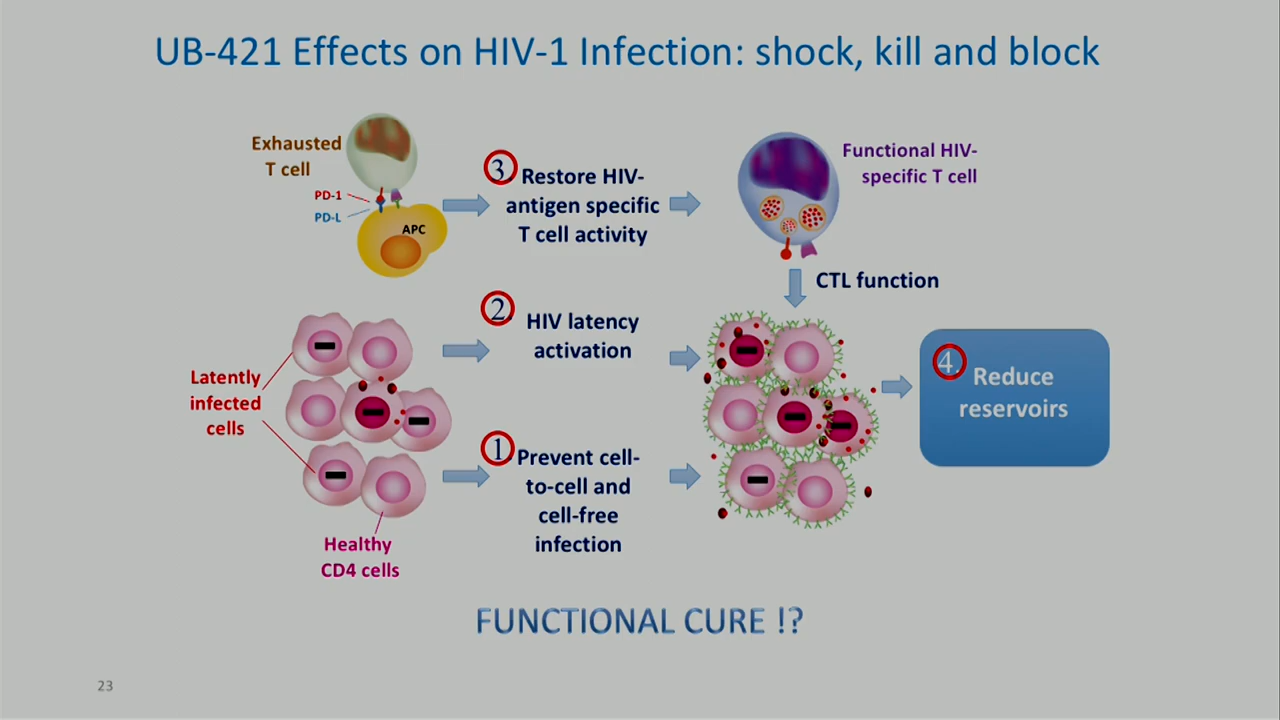 UB-421 Effects on HIV-1 Infection: shock, kill and block
Exhausted
T cell
PD-1
PD-L
APC
3.
Restore HIV-
antigen specific
T cell activity
Functional HIV-
specific T cell
CTL function
2.
HIV latency
activation
Latently
infected
cells
4.
Reduce
reservoirs
1.
Prevent cell-
to-cell and
cell-free
infection
Healthy
CD4 cells
FUNCTIONAL CURE !?
23